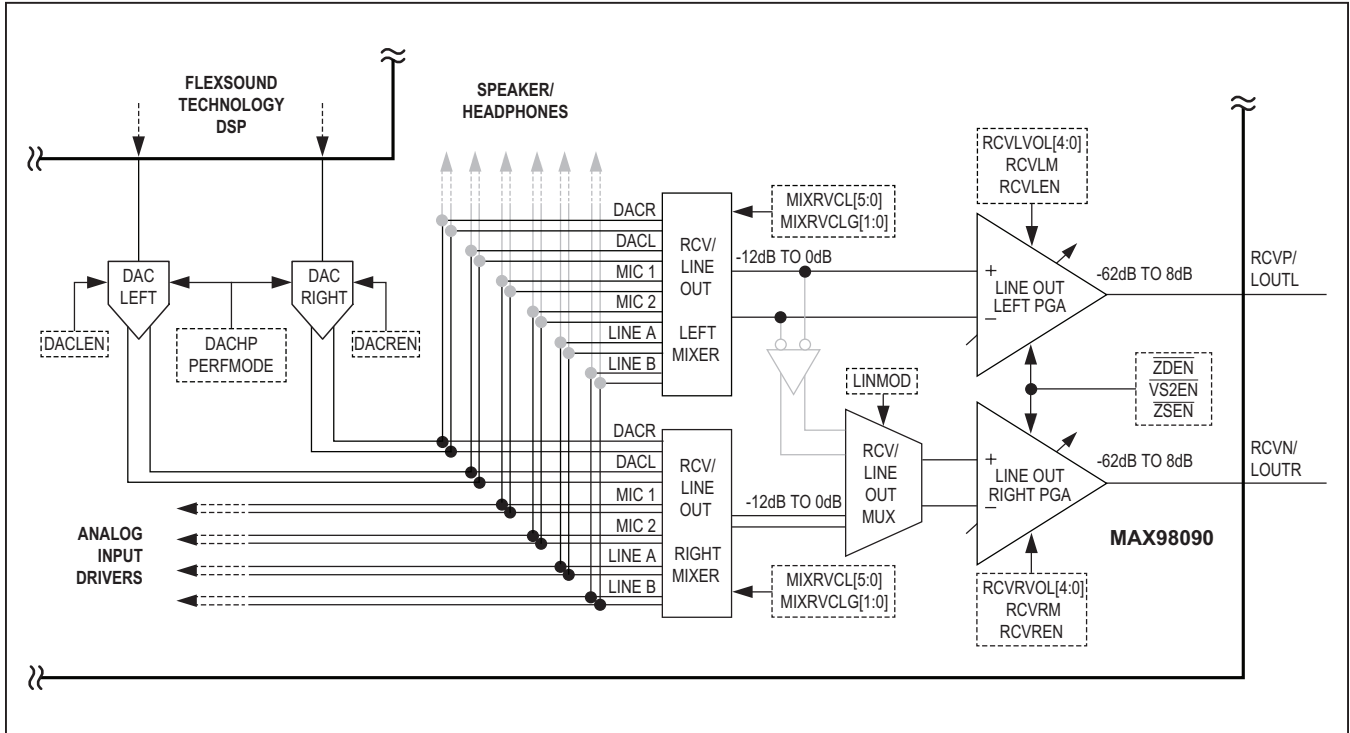 FLEXSOUND
TECHNOLOGY
DSP
SPEAKER/
HEADPHONES
DAC
LEFT
DAC
RIGHT
DACLEN
DACHP
PERFMODE
DACREN
DACR
DACL
MIC 1
MIC 2
LINE A
LINE B
RCV/
LINE
OUT
LEFT
MIXER
MIXRVCL[5:0]
MIXRVCLG[1:0]
-12dB TO 0dB
RCVLVOL[4:0]
RCVLM
RCVLEN
+
−
LINE OUT
LEFT PGA
-62dB TO 8dB
RCVP/
LOUTL
ZDEN
VS2EN
ZSEN
LINMOD
RCV/
LINE
OUT
MUX
DACR
DACL
MIC 1
MIC 2
LINE A
LINE B
RCV/
LINE
OUT
RIGHT
MIXER
-12dB TO 0dB
MIXRVCL[5:0]
MIXRVCLG[1:0]
+
−
LINE OUT
RIGHT PGA
-62dB TO 8dB
RCVN/
LOUTR
MAX98090
RCVRVOL[4:0]
RCVRM
RCVREN
ANALOG
INPUT
DRIVERS